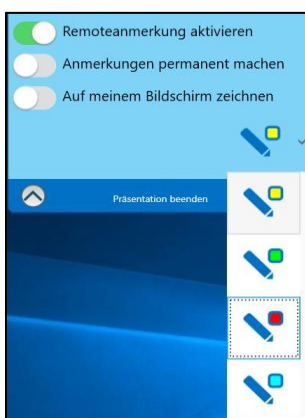 Remoteanmerkung aktivieren
Anmerkungen permanent machen
Auf meinem Bildschirm zeichnen
Präsentation beenden